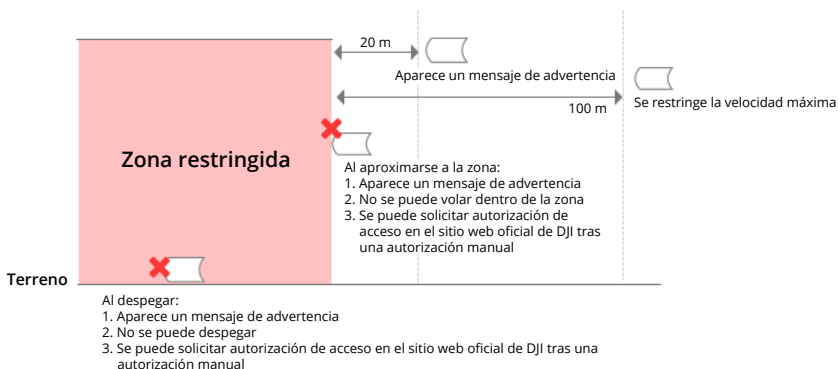 20 m
Aparece un mensaje de advertencia
100 m
Se restringe la velocidad máxima
Zona restringida
Al aproximarse a la zona:
1. Aparece un mensaje de advertencia
2. No se puede volar dentro de la zona
3. Se puede solicitar autorización de
acceso en el sitio web oficial de DJI tras
una autorización manual
Terreno
Al despegar:
1. Aparece un mensaje de advertencia
2. No se puede despegar
3. Se puede solicitar autorización de acceso en el sitio web oficial de DJI tras una
autorización manual